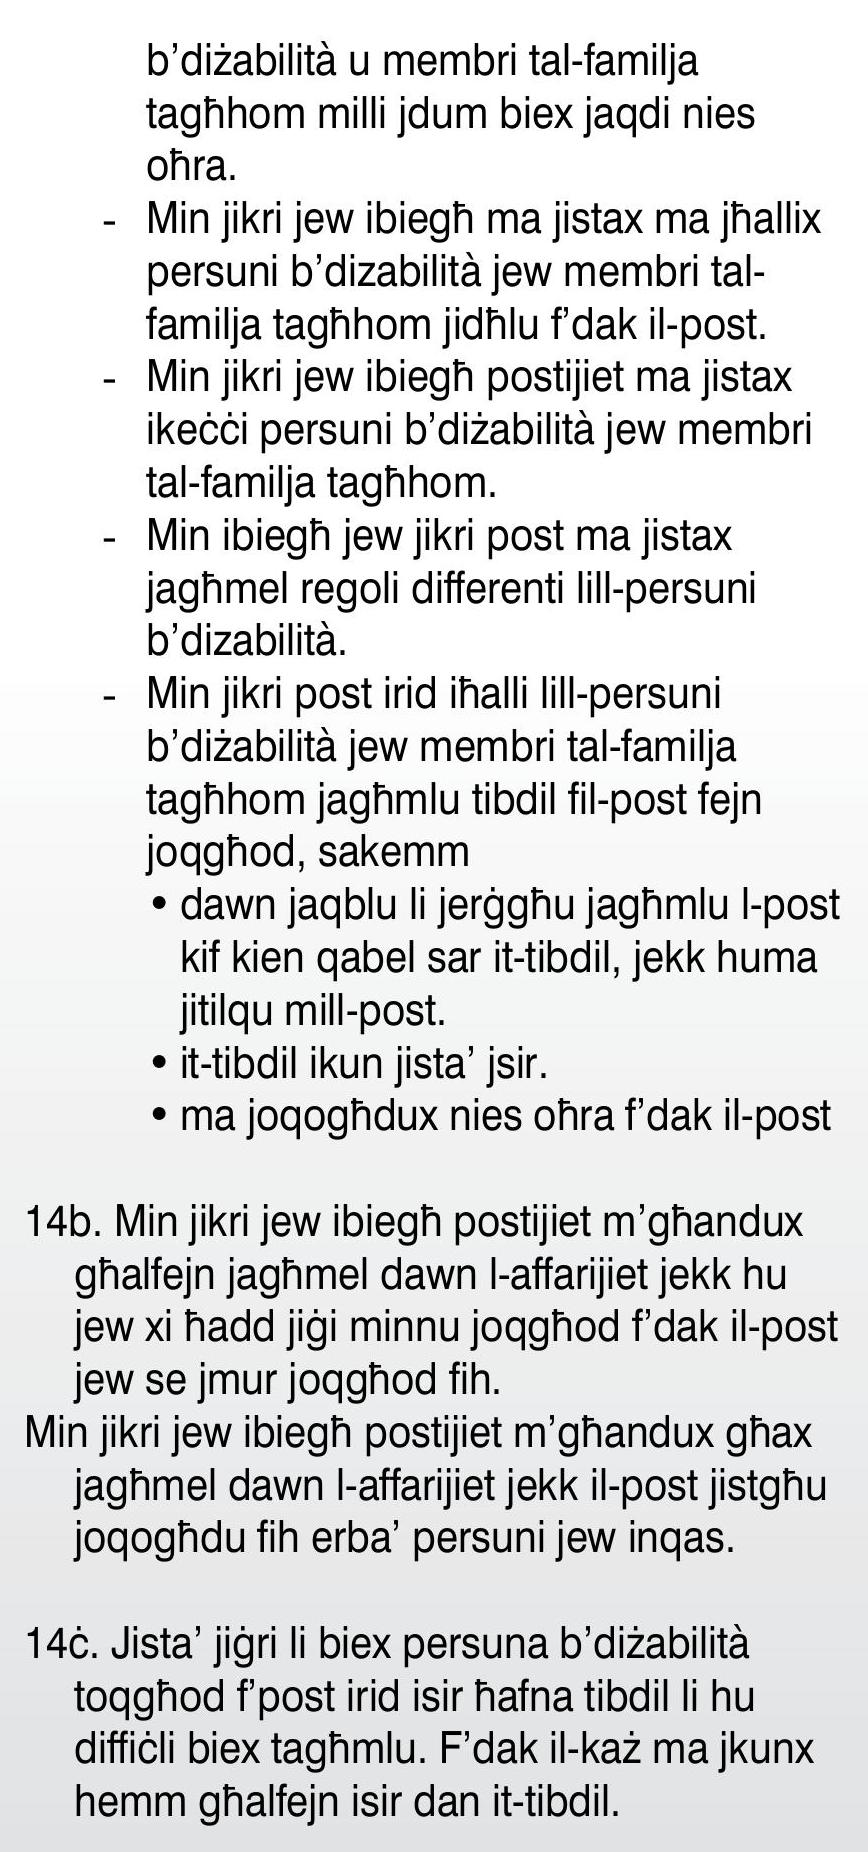 b’diżabilità u membri tal-familja
tagħhom milli jdum biex jaqdi nies
oħra.
- Min jikri jew ibiegħ ma jistax ma jħallix
persuni b’dizabilità jew membri tal-
familja tagħhom jidħlu f’dak il-post.
- Min jikri jew ibiegħ postijiet ma jistax
ikeċċi persuni b’diżabilità jew membri
tal-familja tagħhom.
- Min ibiegħ jew jikri post ma jistax
jagħmel regoli differenti lill-persuni
b’dizabilità.
- Min jikri post irid iħalli lill-persuni
b’diżabilità jew membri tal-familja
tagħhom jagħmlu tibdil fil-post fejn
joqgħod, sakemm
• dawn jaqblu li jerġgħu jagħmlu l-post
kif kien qabel sar it-tibdil, jekk huma
jitilqu mill-post.
• it-tibdil ikun jista’ jsir.
• ma joqogħdux nies oħra f’dak il-post
14b. Min jikri jew ibiegħ postijiet m’għandux
għalfejn jagħmel dawn l-affarijiet jekk hu
jew xi ħadd jiġi minnu joqgħod f’dak il-post
jew se jmur joqgħod fih.
Min jikri jew ibiegħ postijiet m’għandux għax
jagħmel dawn l-affarijiet jekk il-post jistgħu
joqogħdu fih erba’ persuni jew inqas.
14ċ. Jista’ jiġri li biex persuna b’diżabilità
toqgħod f’post irid isir ħafna tibdil li hu
diffiċli biex tagħmlu. F’dak il-każ ma jkunx
hemm għalfejn isir dan it-tibdil.